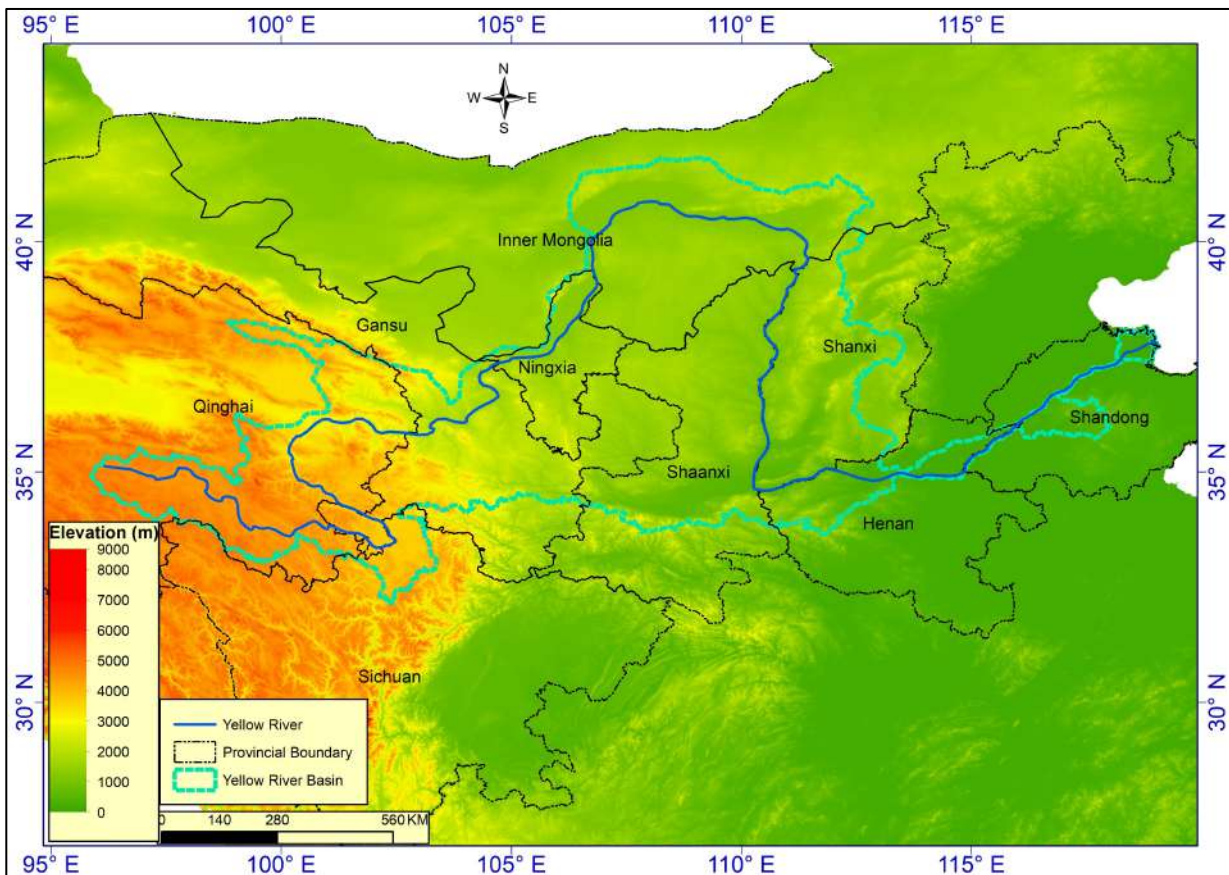 95° E 100° E 105° E 110° E 115° E
N
W E
S
40° N 40° N
Inner Mongolia
Gansu
Ningxia
Shanxi
Qinghai
Shandong
35° N 35° N
Shaanxi
Henan
Elevation (m)
9000
8000
7000
6000
5000
4000
3000
2000
1000
0
Sichuan
30° N 30° N
Yellow River
Provincial Boundary
Yellow River Basin
0 140 280 560 KM
95° E 100° E 105° E 110° E 115° E